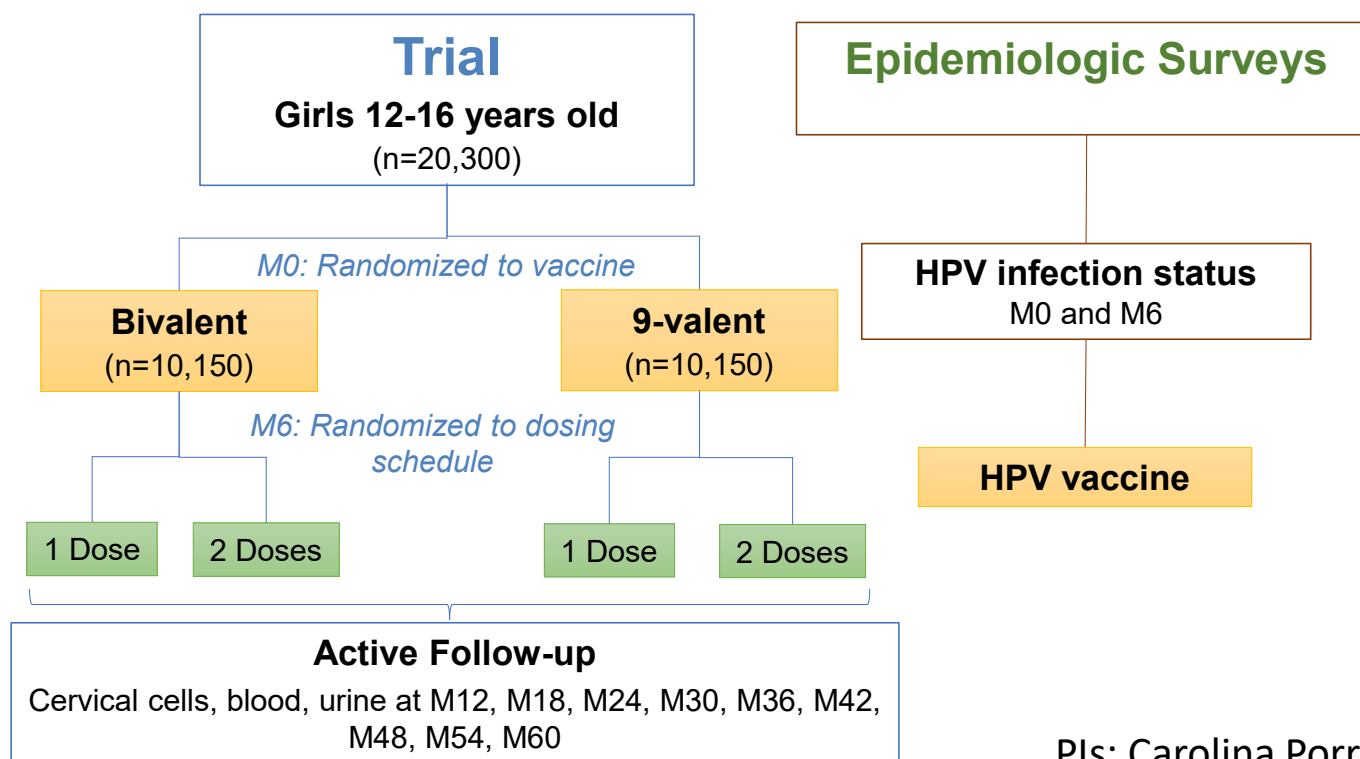 Trial
Girls 12-16 years old
(n=20,300)
M0: Randomized to vaccine
Bivalent
(n=10,150)
9-valent
(n=10,150)
M6: Randomized to dosing
schedule
1 Dose
2 Doses
1 Dose
2 Doses
Active Follow-up
Cervical cells, blood, urine at M12, M18, M24, M30, M36, M42,
M48, M54, M60
Epidemiologic Surveys
HPV infection status
M0 and M6
HPV vaccine
PIs: Carolina